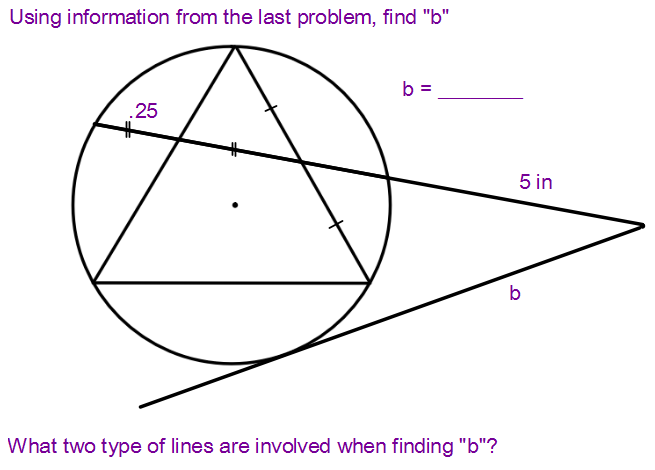 Using information from the last problem, find "b"
b = ________
.25
5 in
b
What two type of lines are involved when finding "b"?